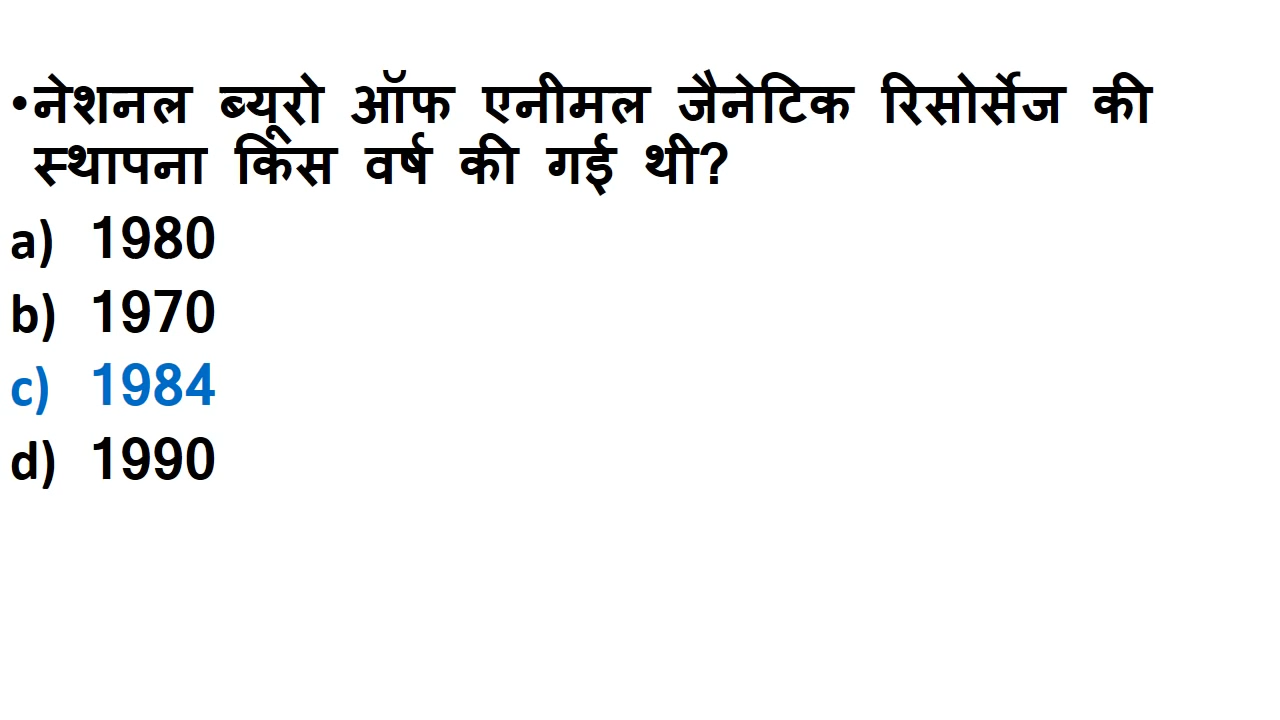 •नेशनल ब्यूरो ऑफ एनीमल जैनेटिक रिसोर्सेज की
स्थापना किस वर्ष की गई थी?
a) 1980
b) 1970
c) 1984
d) 1990